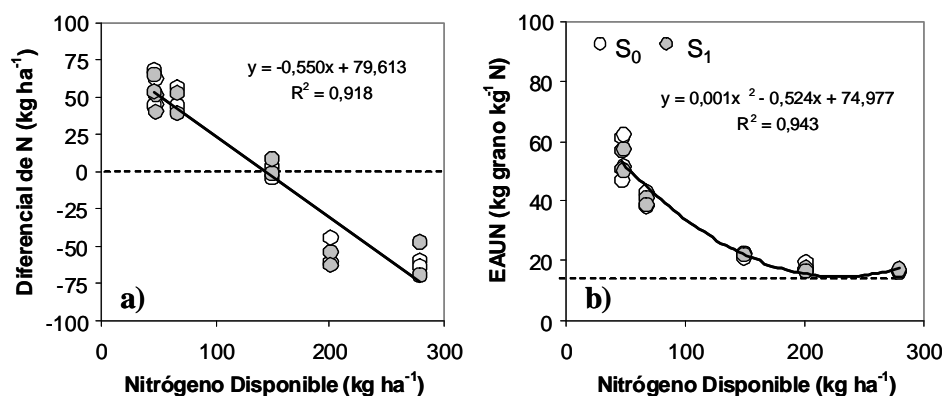 100
75
50
25
0
-25
-50
-75
-100
Diferencial de N (kg ha⁻¹)
y = -0,550x + 79,613
R² = 0,918
a)
0 100 200 300
Nitrógeno Disponible (kg ha⁻¹)
100
80
60
40
20
0
EAUN (kg grano kg⁻¹ N)
S₀ S₁
y = 0,001x ² - 0,524x + 74,977
R² = 0,943
b)
0 100 200 300
Nitrógeno Disponible (kg ha⁻¹)